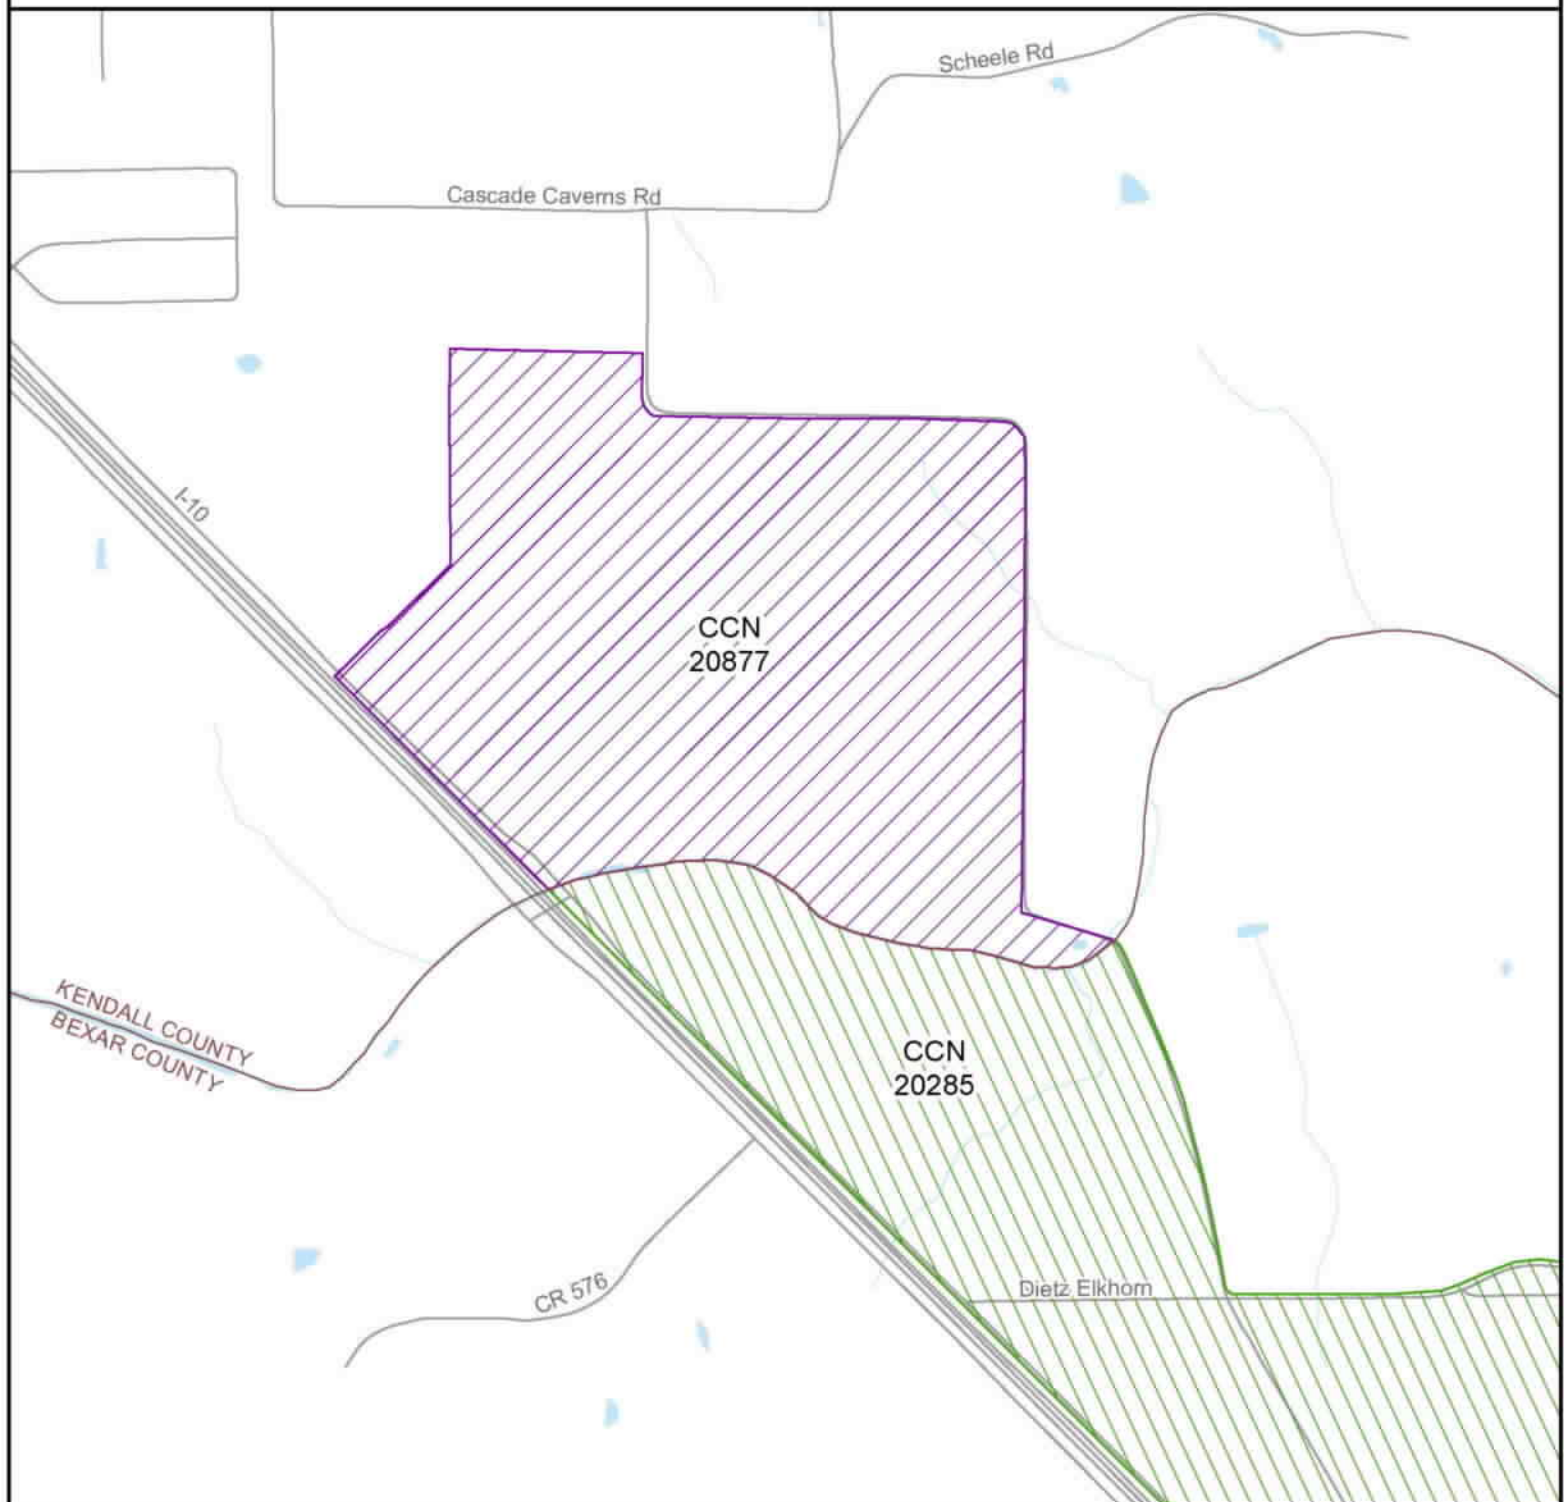 Scheele Rd
Cascade Caverns Rd
I-10
CCN
20877
KENDALL COUNTY
BEXAR COUNTY
CCN
20285
Dietz Elkhorn
CR 576